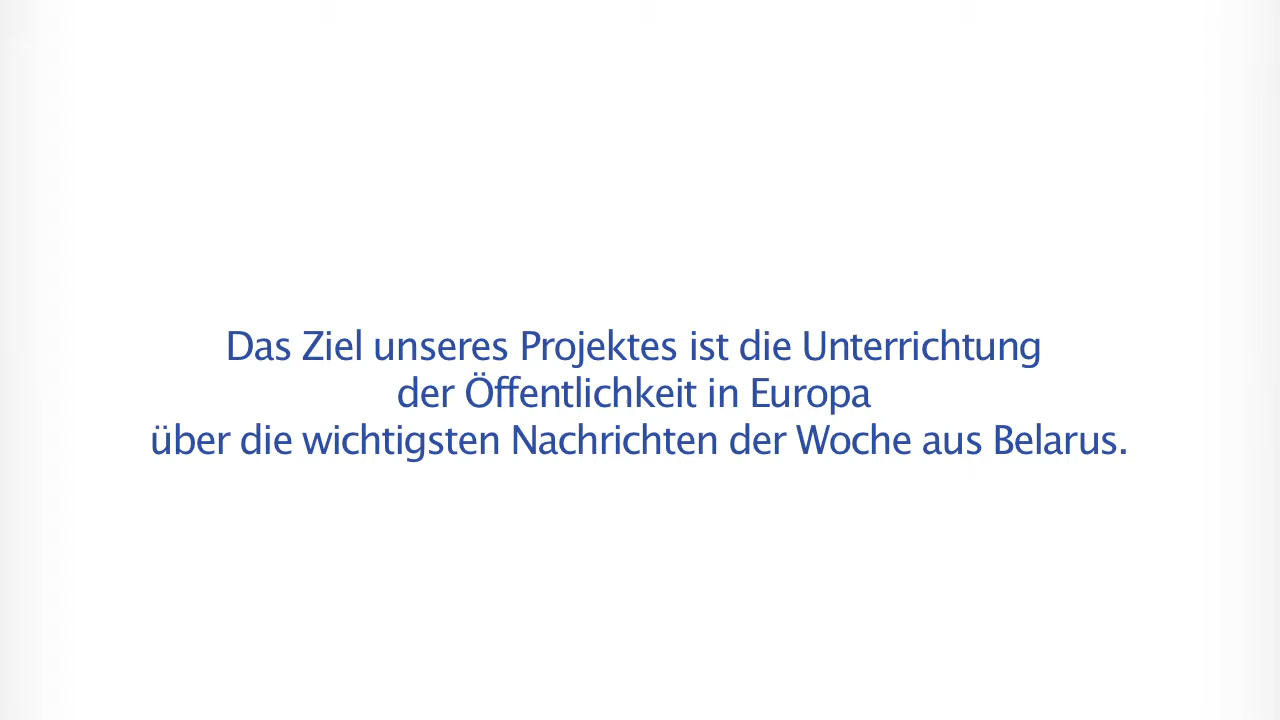 Das Ziel unseres Projektes ist die Unterrichtung
der Öffentlichkeit in Europa
über die wichtigsten Nachrichten der Woche aus Belarus.